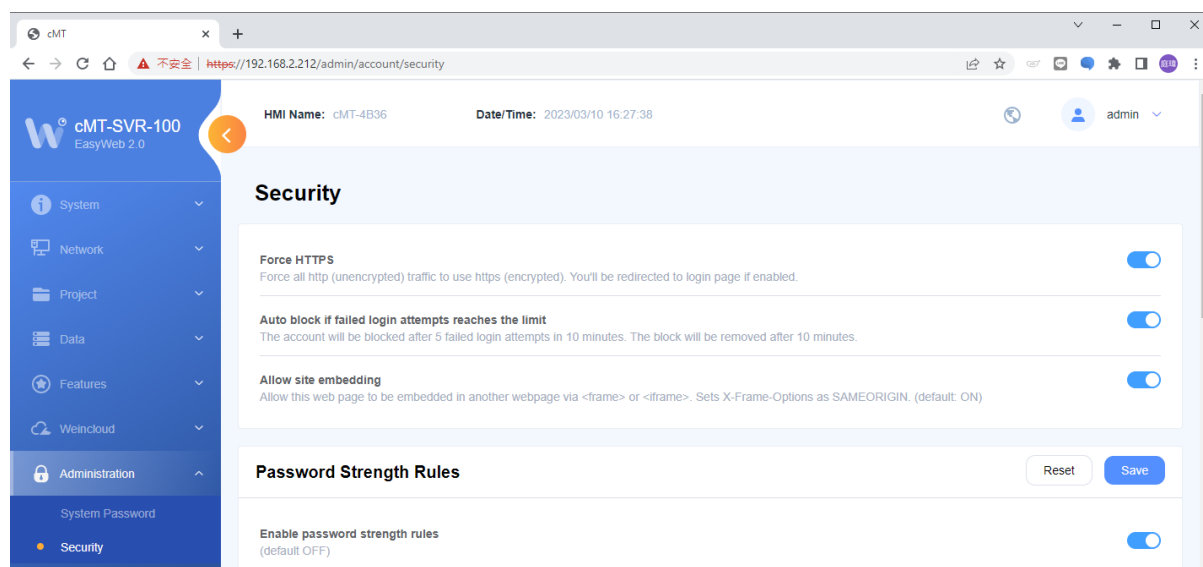 cMT
不安全 | https://192.168.2.212/admin/account/security
cMT-SVR-100
EasyWeb 2.0
HMI Name: cMT-4B36 Date/Time: 2023/03/10 16:27:38 admin
System
Network
Project
Data
Features
Weincloud
Administration
System Password
Security
Security
Force HTTPS
Force all http (unencrypted) traffic to use https (encrypted). You'll be redirected to login page if enabled.
Auto block if failed login attempts reaches the limit
The account will be blocked after 5 failed login attempts in 10 minutes. The block will be removed after 10 minutes.
Allow site embedding
Allow this web page to be embedded in another webpage via <frame> or <iframe>. Sets X-Frame-Options as SAMEORIGIN. (default: ON)
Password Strength Rules Reset Save
Enable password strength rules
(default OFF)